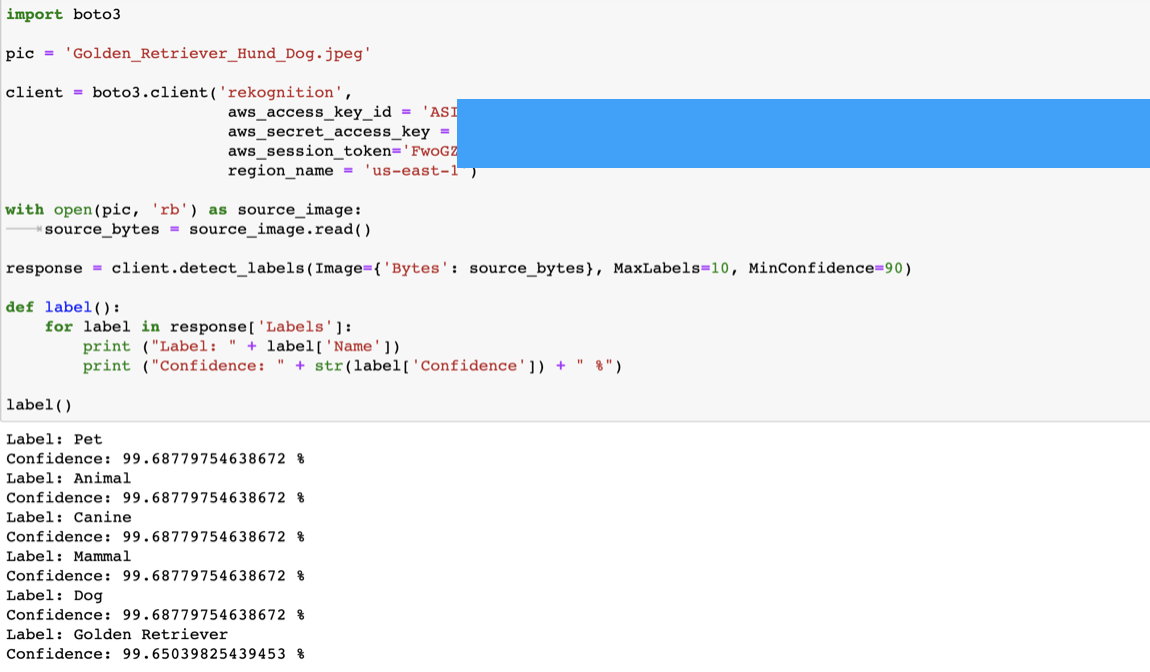 import boto3
pic = 'Golden_Retriever_Hund_Dog.jpeg'
client = boto3.client('rekognition',
aws_access_key_id = 'ASI
aws_secret_access_key =
aws_session_token='FwoGZ
region_name = 'us-east-1')
with open(pic, 'rb') as source_image:
source_bytes = source_image.read()
response = client.detect_labels(Image={'Bytes': source_bytes}, MaxLabels=10, MinConfidence=90)
def label():
for label in response['Labels']:
print ("Label: " + label['Name'])
print ("Confidence: " + str(label['Confidence']) + " %")
label()
Label: Pet
Confidence: 99.68779754638672 %
Label: Animal
Confidence: 99.68779754638672 %
Label: Canine
Confidence: 99.68779754638672 %
Label: Mammal
Confidence: 99.68779754638672 %
Label: Dog
Confidence: 99.68779754638672 %
Label: Golden Retriever
Confidence: 99.65039825439453 %